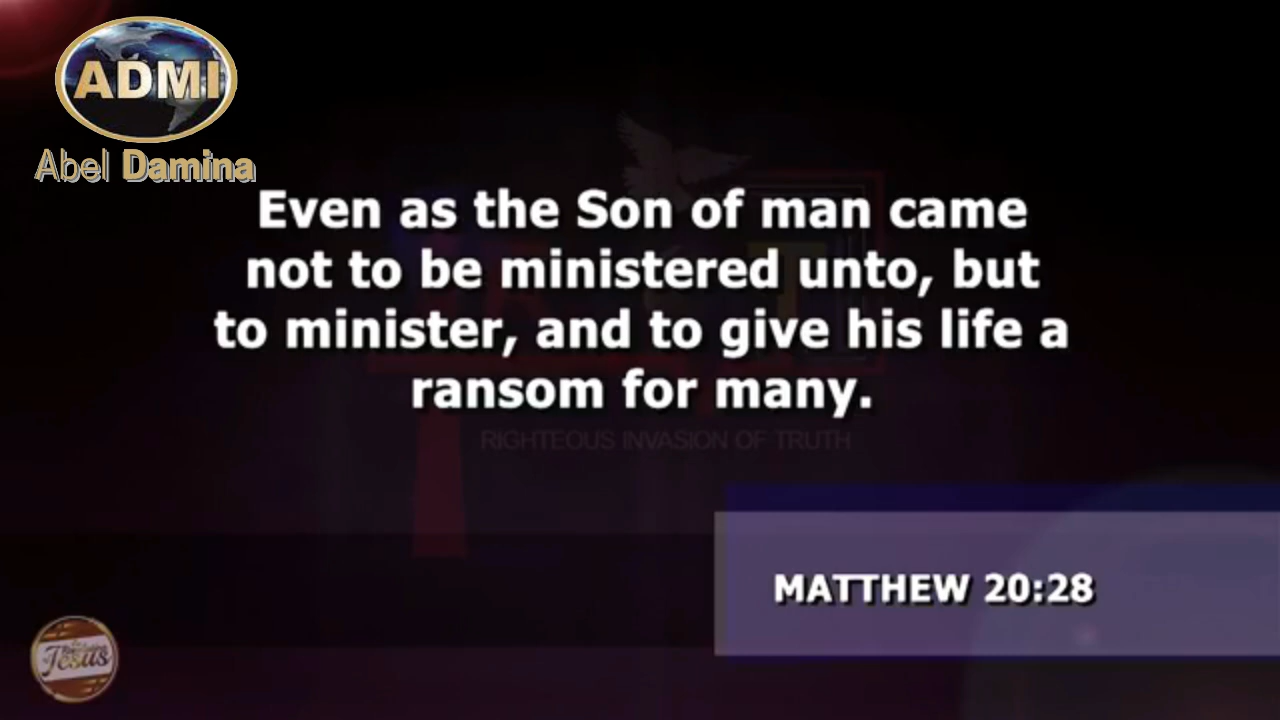 ADMI
Abel Damina
Even as the Son of man came
not to be ministered unto, but
to minister, and to give his life a
ransom for many.
RIGHTEOUS INVASION OF TRUTH
MATTHEW 20:28
Jesus